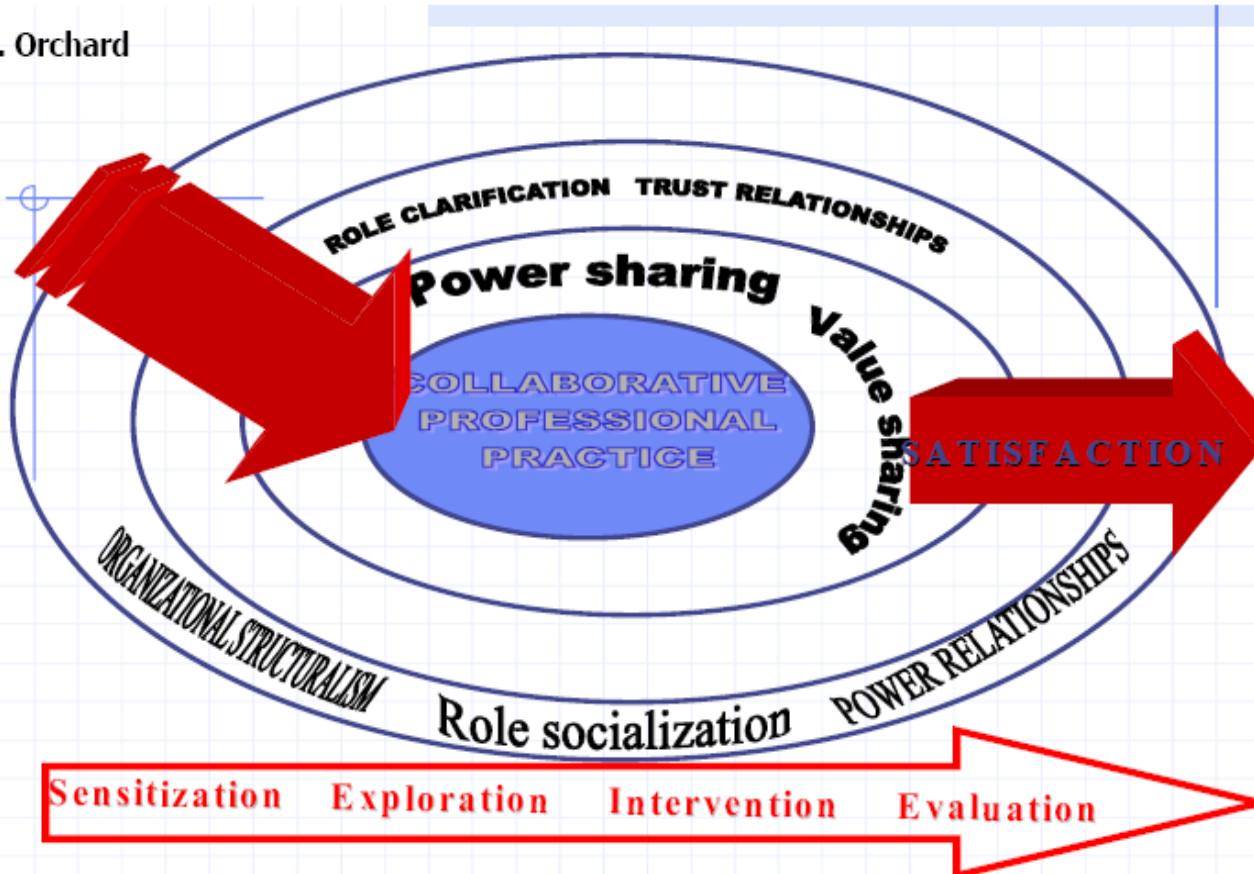 . Orchard
ROLE CLARIFICATION TRUST RELATIONSHIPS
Power sharing
Value sharing
COLLABORATIVE
PROFESSIONAL
PRACTICE
SATISFACTION
ORGANIZATIONAL STRUCTURALISM
Role socialization
POWER RELATIONSHIPS
Sensitization Exploration Intervention Evaluation